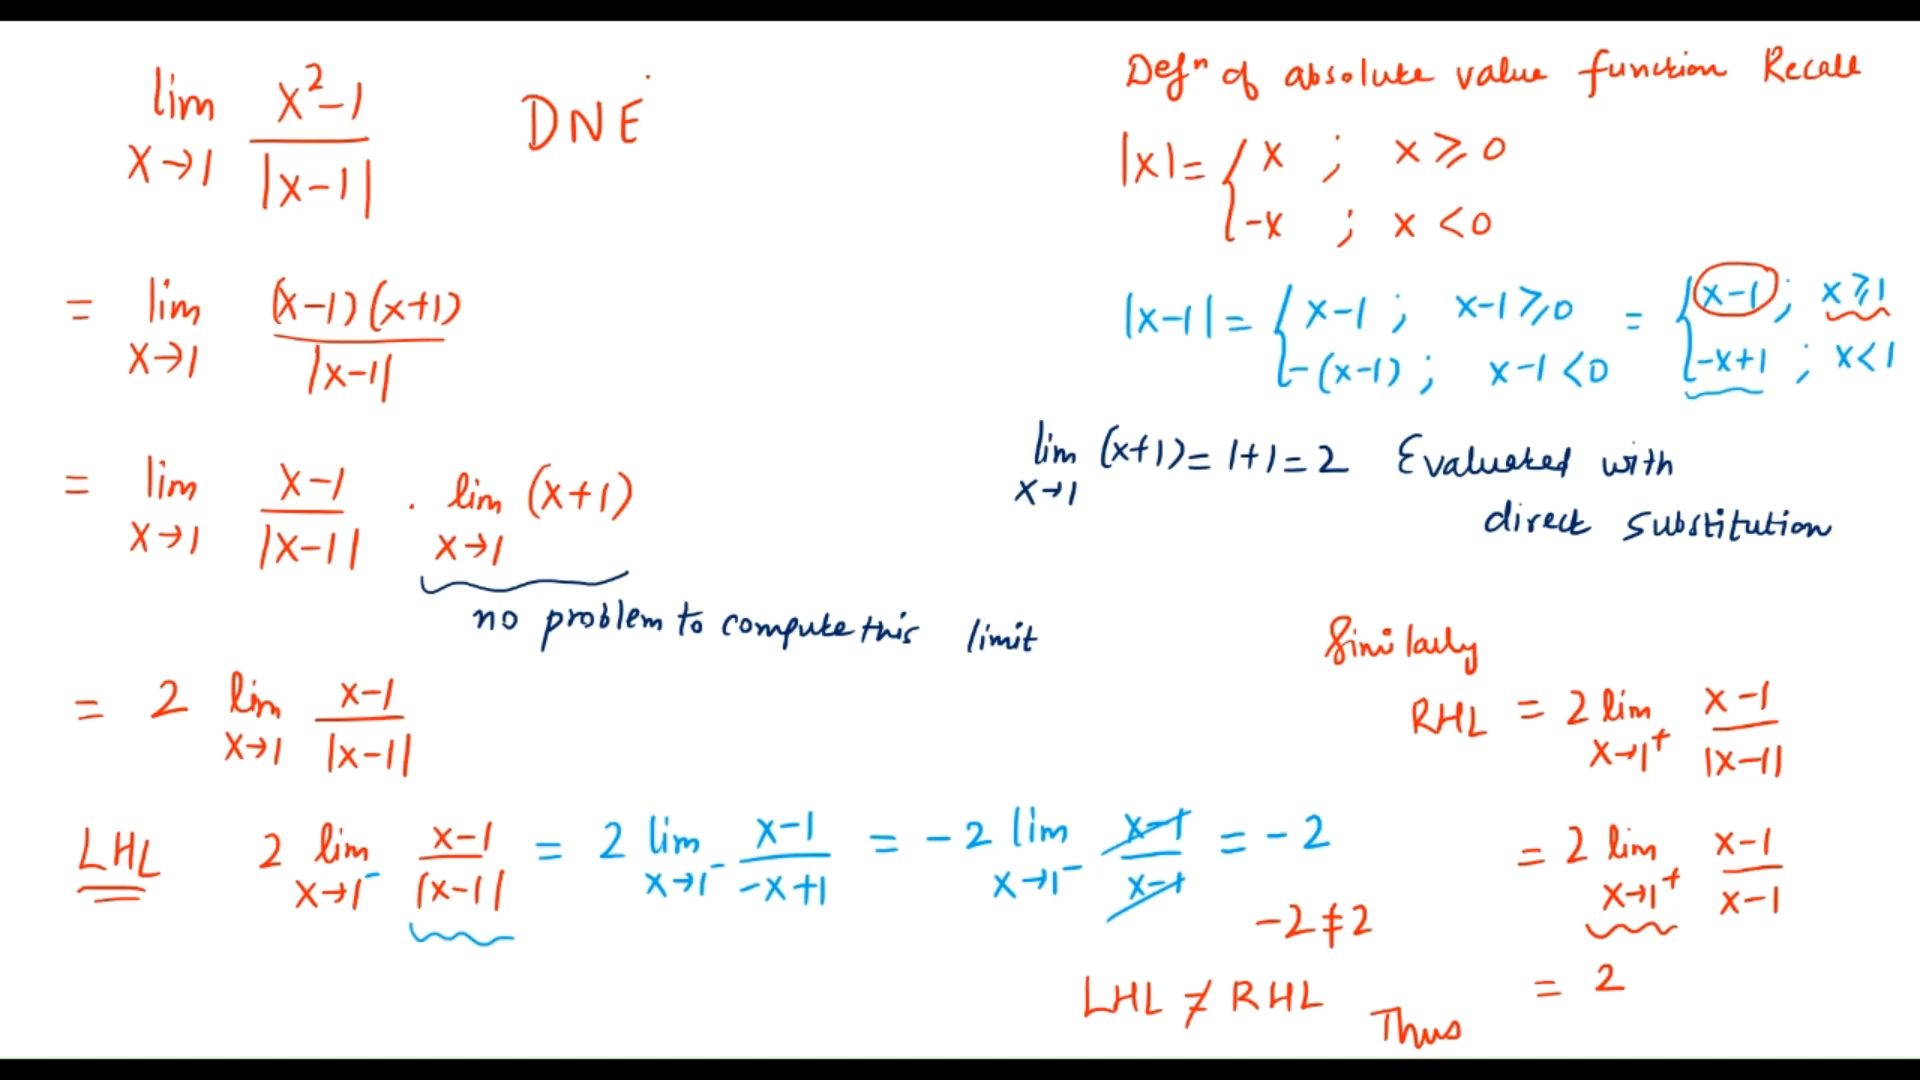 lim x→1 (x²-1)/|x-1| DNE
= lim x→1 (x-1)(x+1)/|x-1|
= lim x→1 (x-1)/|x-1| · lim x→1 (x+1)
no problem to compute this limit
= 2 lim x→1 (x-1)/|x-1|
LHL 2 lim x→1⁻ (x-1)/|x-1| = 2 lim x→1⁻ (x-1)/(-x+1) = -2 lim x→1⁻ (x-1)/(x-1) = -2
Defⁿ of absolute value function Recall
|x| = { x ; x ≥ 0
-x ; x < 0
|x-1| = { x-1 ; x-1 ≥ 0 = { x-1 ; x ≥ 1
-(x-1) ; x-1 < 0 -x+1 ; x < 1
lim x→1 (x+1) = 1+1 = 2 Evaluated with
direct substitution
Similarly
RHL = 2 lim x→1⁺ (x-1)/|x-1|
= 2 lim x→1⁺ (x-1)/(x-1)
= 2
-2 ≠ 2
LHL ≠ RHL Thus